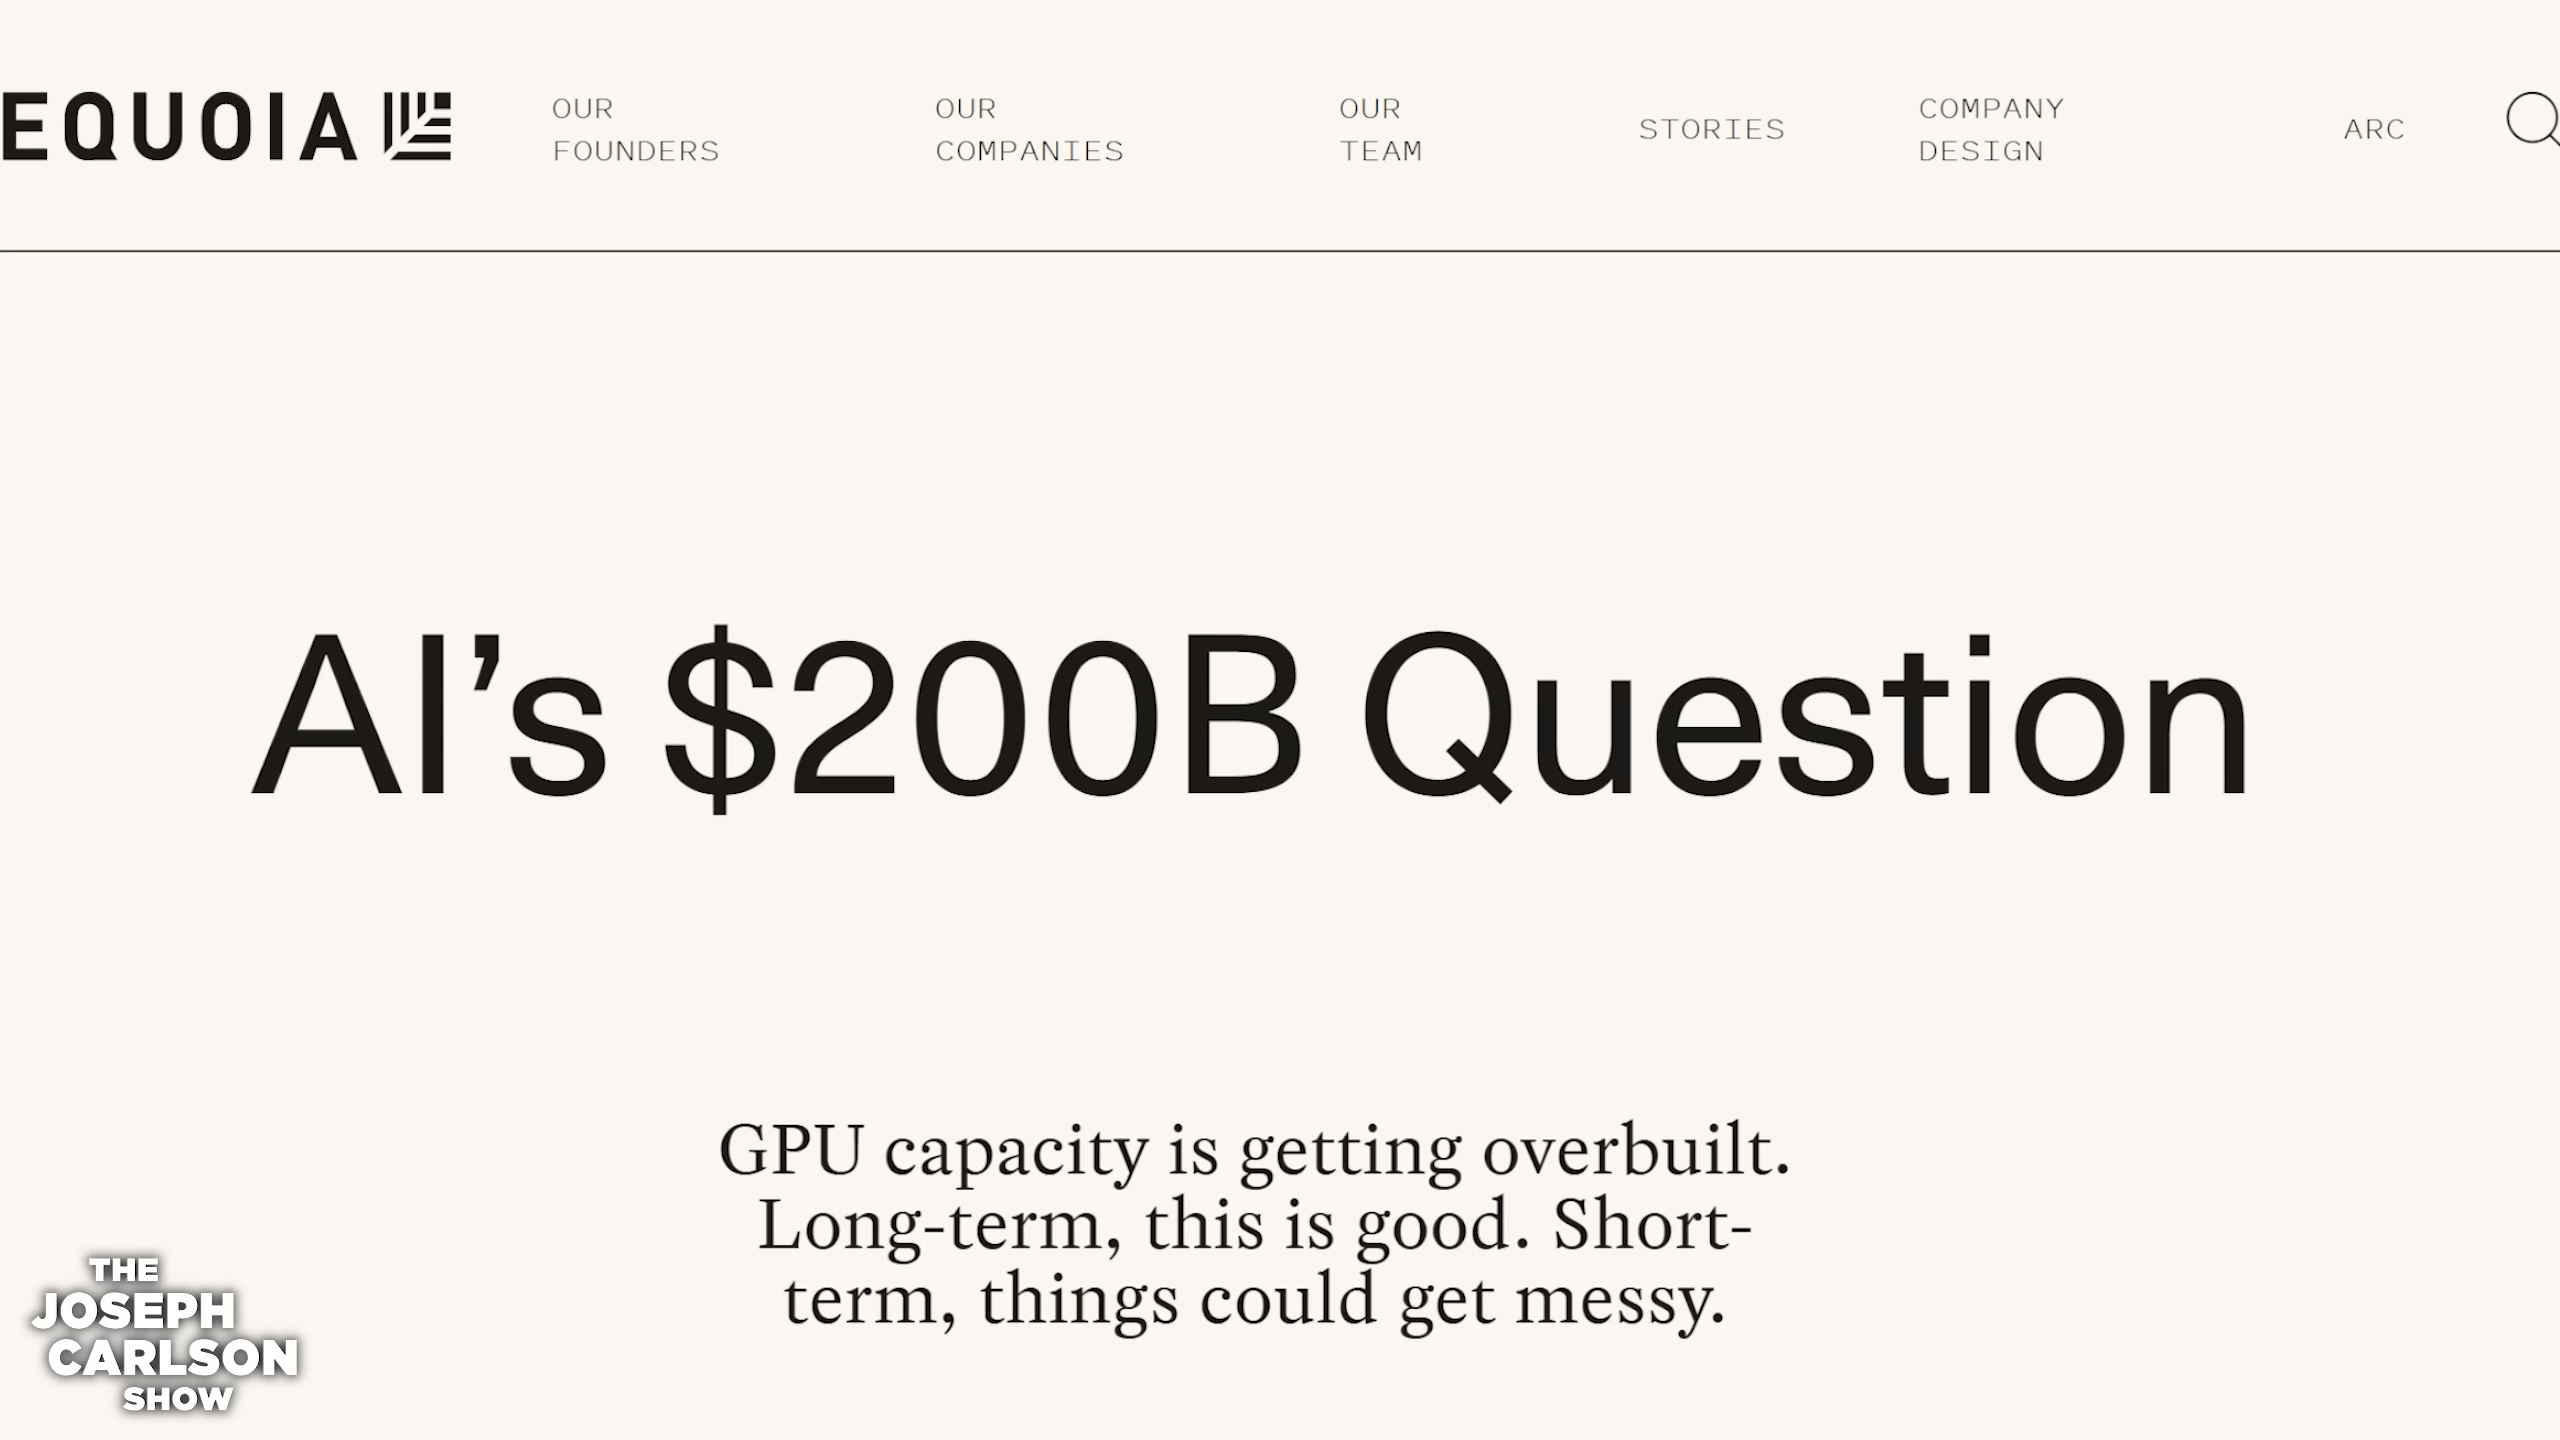 EQUOIA
OUR
FOUNDERS
OUR
COMPANIES
OUR
TEAM
STORIES
COMPANY
DESIGN
ARC
AI’s $200B Question
GPU capacity is getting overbuilt.
Long-term, this is good. Short-
term, things could get messy.
THE
JOSEPH
CARLSON
SHOW